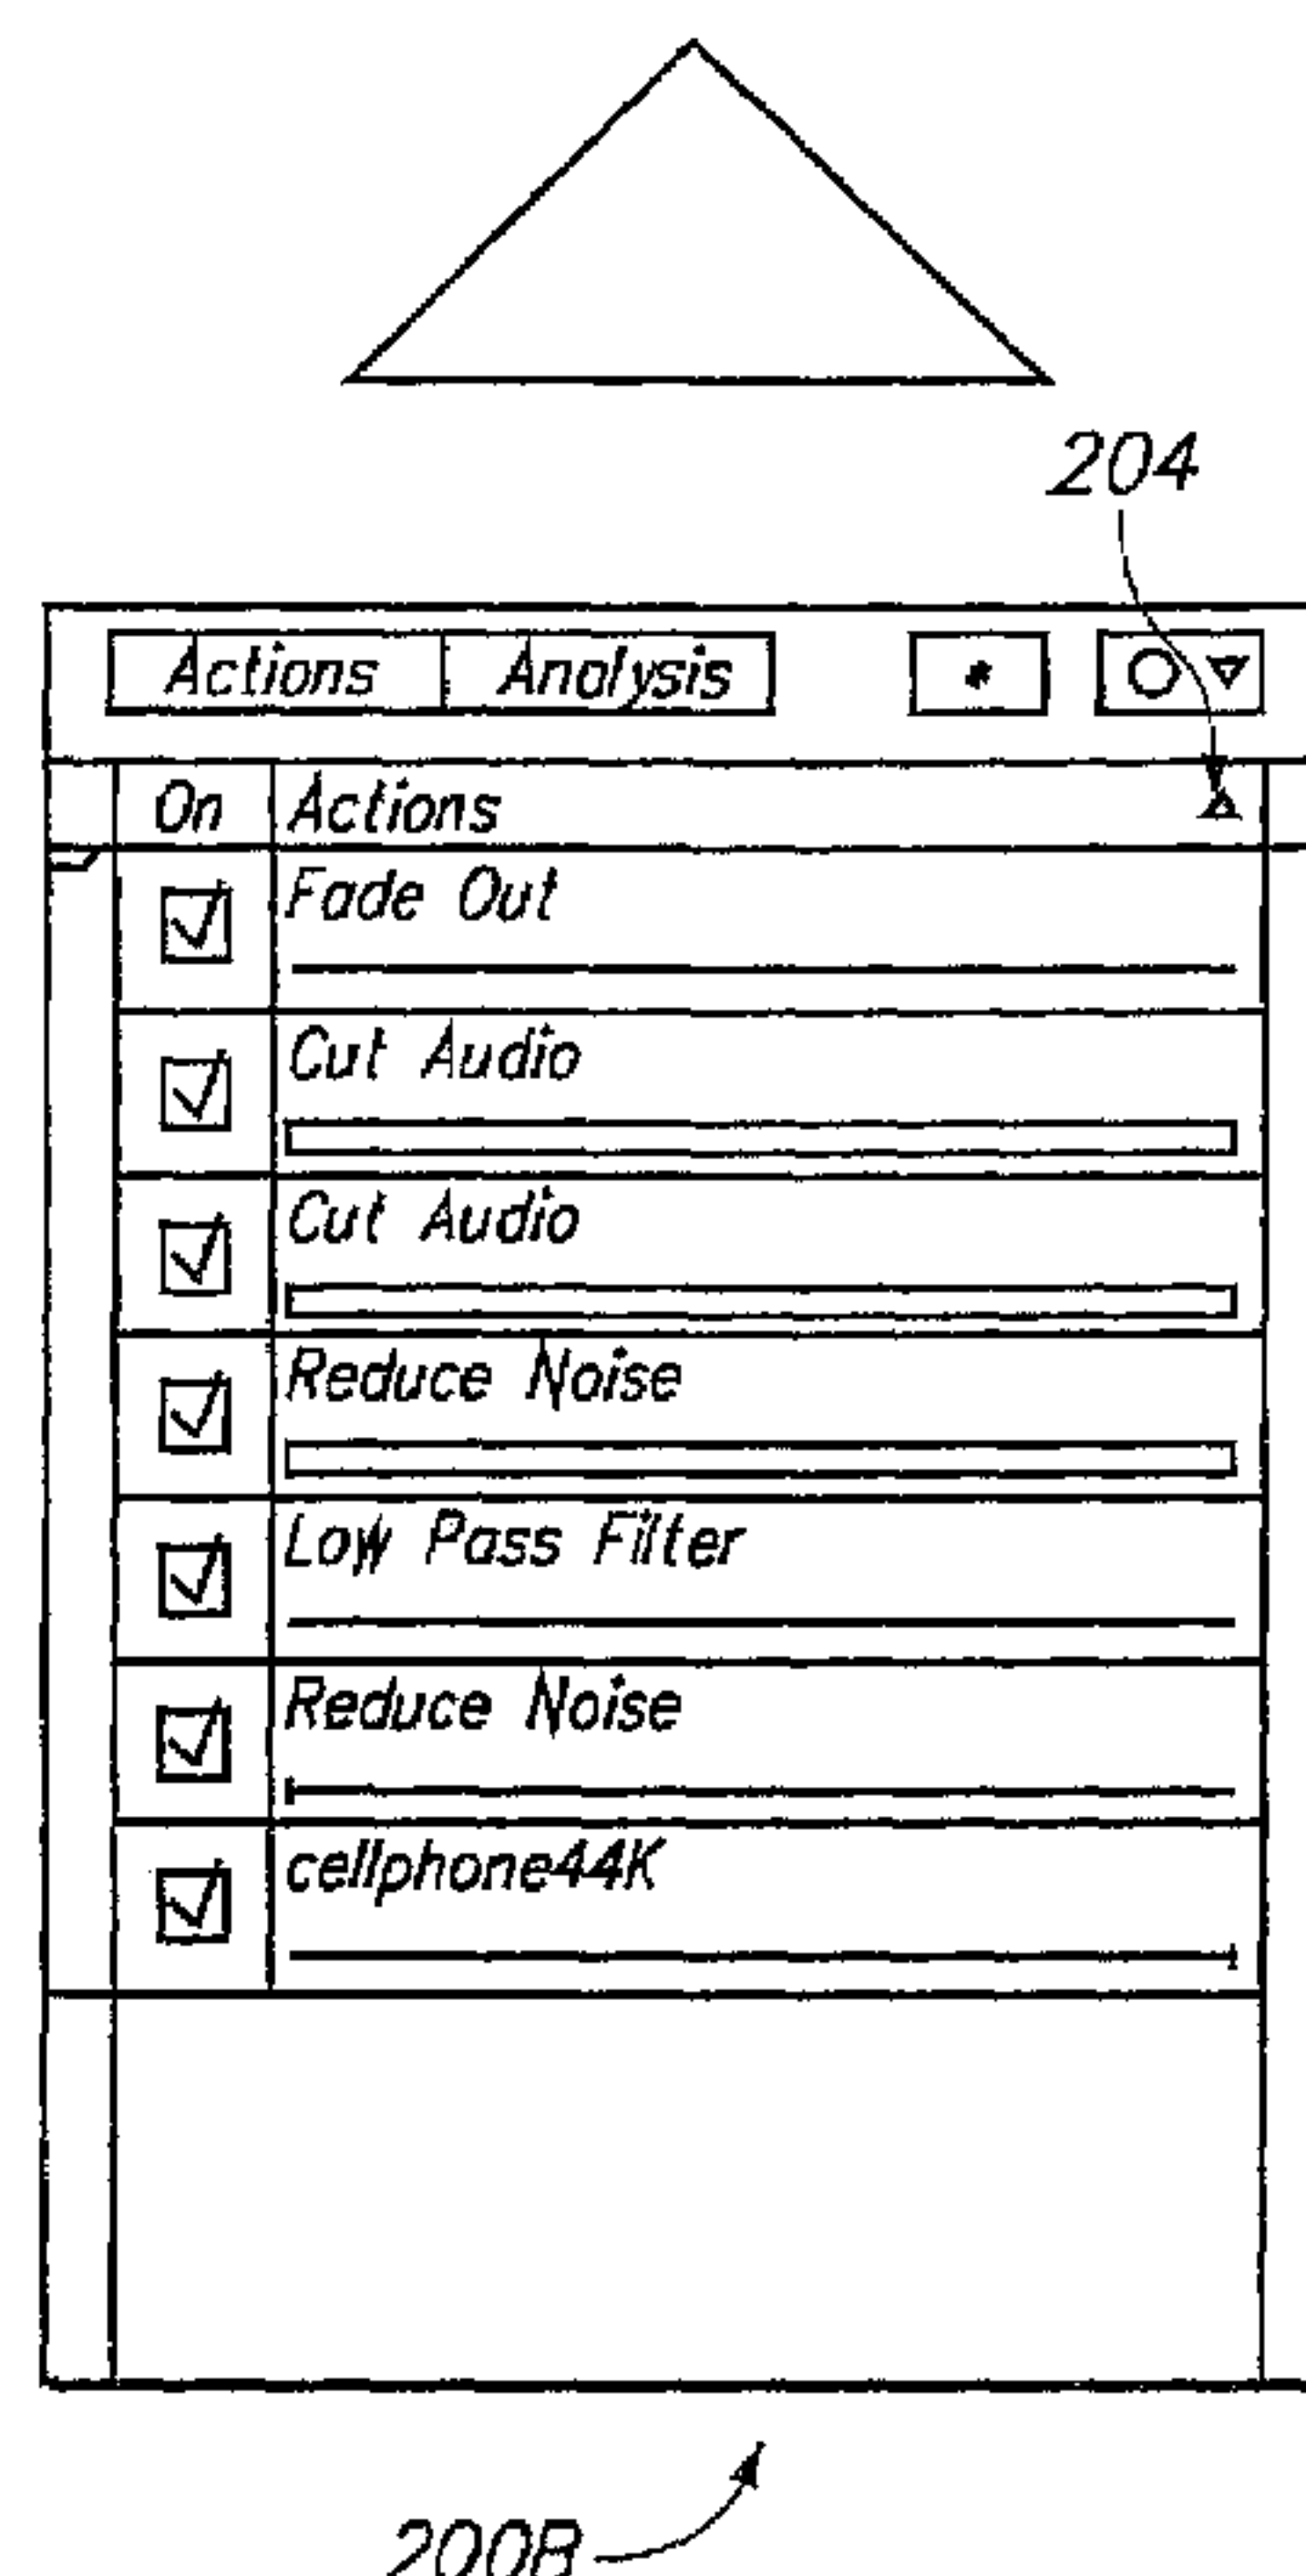 204
Actions Analysis *
On Actions
Fade Out
Cut Audio
Cut Audio
Reduce Noise
Low Pass Filter
Reduce Noise
cellphone44K
200B